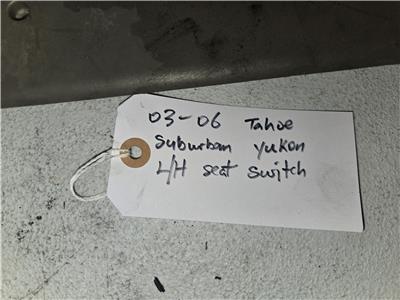 03-06 Tahoe
Suburban Yukon
L/H seat switch